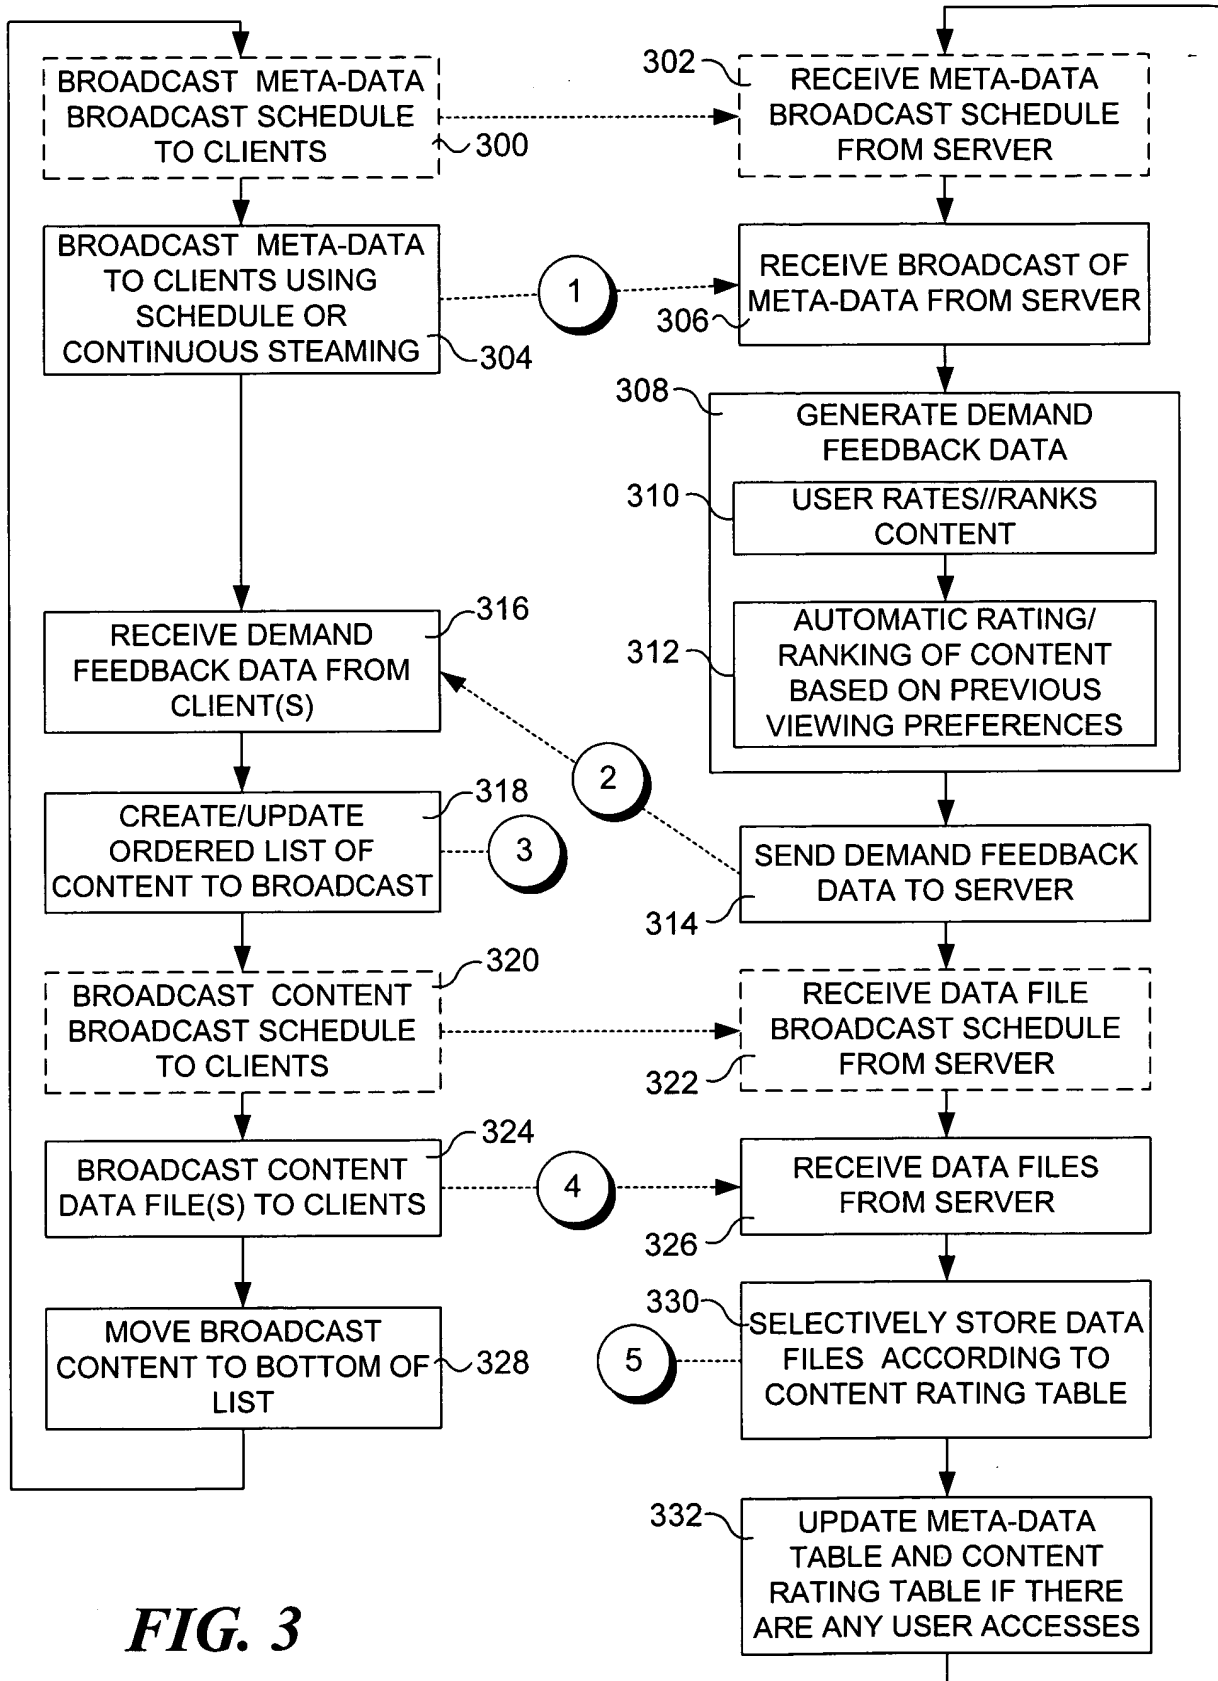 BROADCAST META-DATA
BROADCAST SCHEDULE
TO CLIENTS
300
302
RECEIVE META-DATA
BROADCAST SCHEDULE
FROM SERVER
BROADCAST META-DATA
TO CLIENTS USING
SCHEDULE OR
CONTINUOUS STEAMING
304
1
RECEIVE BROADCAST OF
META-DATA FROM SERVER
306
308
GENERATE DEMAND
FEEDBACK DATA
310
USER RATES//RANKS
CONTENT
312
AUTOMATIC RATING/
RANKING OF CONTENT
BASED ON PREVIOUS
VIEWING PREFERENCES
316
RECEIVE DEMAND
FEEDBACK DATA FROM
CLIENT(S)
2
318
CREATE/UPDATE
ORDERED LIST OF
CONTENT TO BROADCAST
3
SEND DEMAND FEEDBACK
DATA TO SERVER
314
320
BROADCAST CONTENT
BROADCAST SCHEDULE
TO CLIENTS
RECEIVE DATA FILE
BROADCAST SCHEDULE
FROM SERVER
322
324
BROADCAST CONTENT
DATA FILE(S) TO CLIENTS
4
RECEIVE DATA FILES
FROM SERVER
326
MOVE BROADCAST
CONTENT TO BOTTOM OF
LIST
328
330
5
SELECTIVELY STORE DATA
FILES ACCORDING TO
CONTENT RATING TABLE
332
UPDATE META-DATA
TABLE AND CONTENT
RATING TABLE IF THERE
ARE ANY USER ACCESSES
FIG. 3